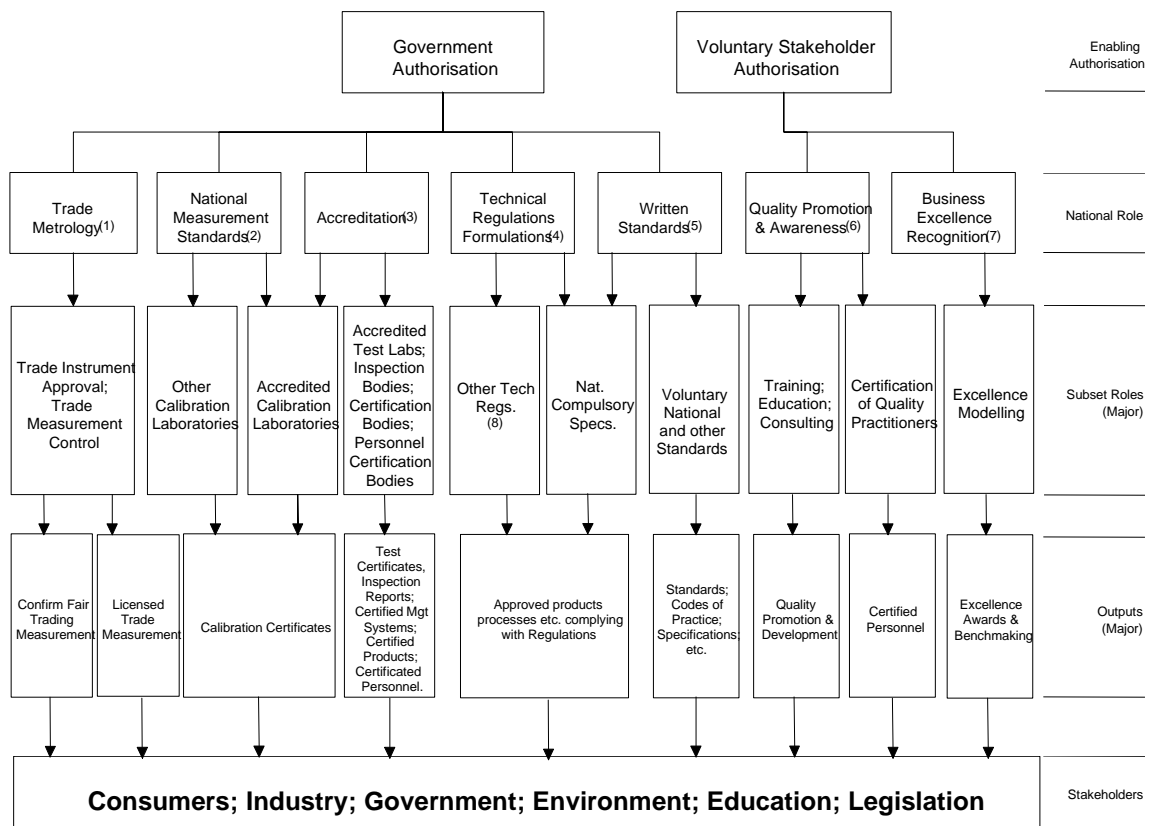 Government
Authorisation
Voluntary Stakeholder
Authorisation
Enabling
Authorisation
Trade
Metrology(1)
National
Measurement
Standards(2)
Accreditation(3)
Technical
Regulations
Formulations(4)
Written
Standards(5)
Quality Promotion
& Awareness(6)
Business
Excellence
Recognition(7)
National Role
Trade Instrument
Approval;
Trade
Measurement
Control
Other
Calibration
Laboratories
Accredited
Calibration
Laboratories
Accredited
Test Labs;
Inspection
Bodies;
Certification
Bodies;
Personnel
Certification
Bodies
Other Tech
Regs.
(8)
Nat.
Compulsory
Specs.
Voluntary
National
and other
Standards
Training;
Education;
Consulting
Certification
of Quality
Practitioners
Excellence
Modelling
Subset Roles
(Major)
Confirm Fair
Trading
Measurement
Licensed
Trade
Measurement
Calibration Certificates
Test
Certificates,
Inspection
Reports;
Certified Mgt
Systems;
Certified
Products;
Certificated
Personnel.
Approved products
processes etc. complying
with Regulations
Standards;
Codes of
Practice;
Specifications;
etc.
Quality
Promotion &
Development
Certified
Personnel
Excellence
Awards &
Benchmaking
Outputs
(Major)
Consumers; Industry; Government; Environment; Education; Legislation
Stakeholders